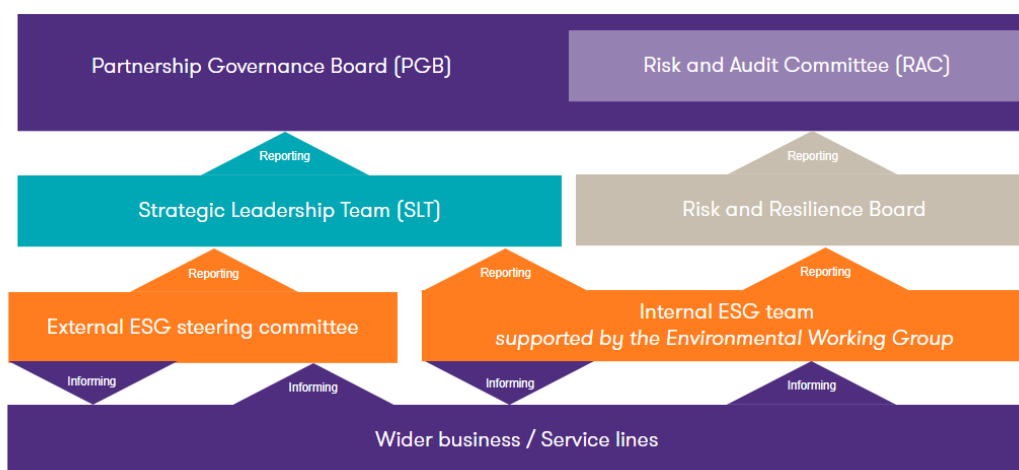 Partnership Governance Board (PGB)
Risk and Audit Committee (RAC)
Reporting
Reporting
Strategic Leadership Team (SLT)
Risk and Resilience Board
Reporting
Reporting
Reporting
External ESG steering committee
Internal ESG team
supported by the Environmental Working Group
Informing
Informing
Informing
Informing
Wider business / Service lines